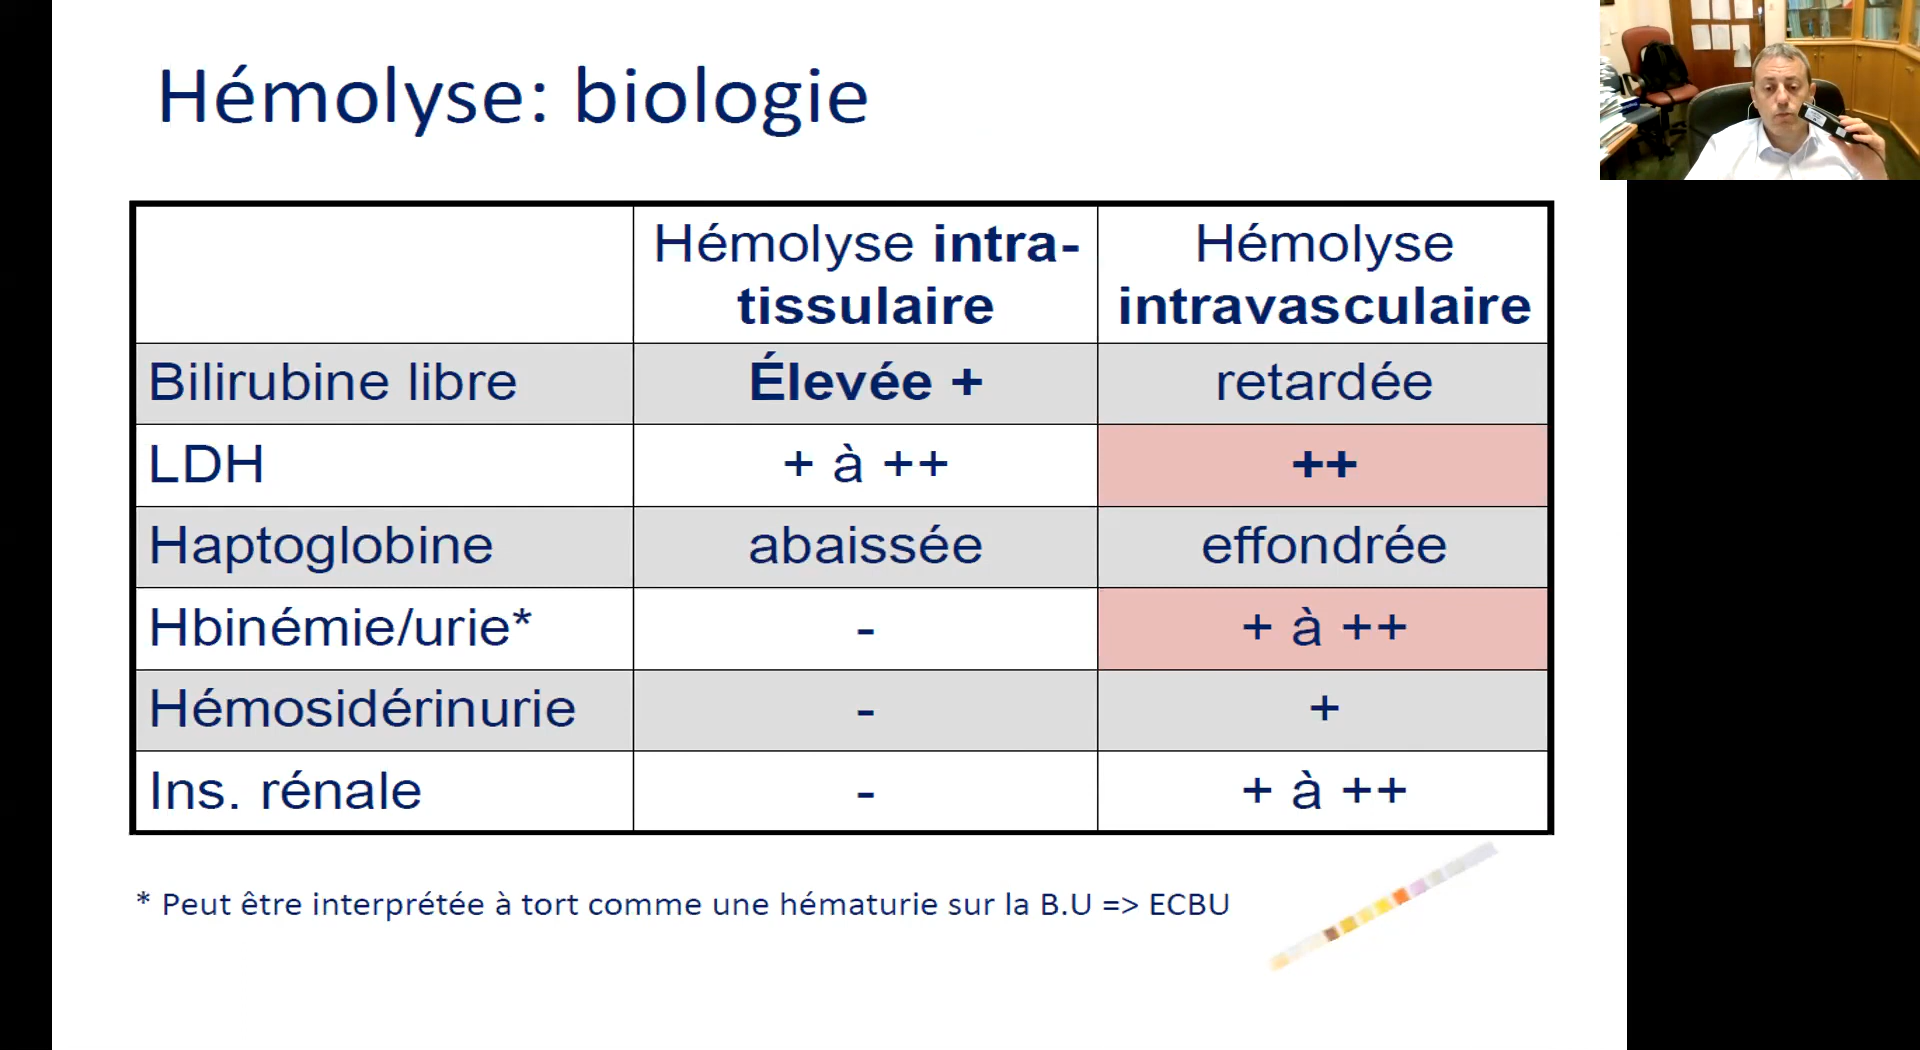 Hémolyse: biologie
Hémolyse intra-
tissulaire
Hémolyse
intravasculaire
Bilirubine libre Élevée + retardée
LDH + à ++ ++
Haptoglobine abaissée effondrée
Hbinémie/urie* - + à ++
Hémosidérinurie - +
Ins. rénale - + à ++
* Peut être interprétée à tort comme une hématurie sur la B.U => ECBU